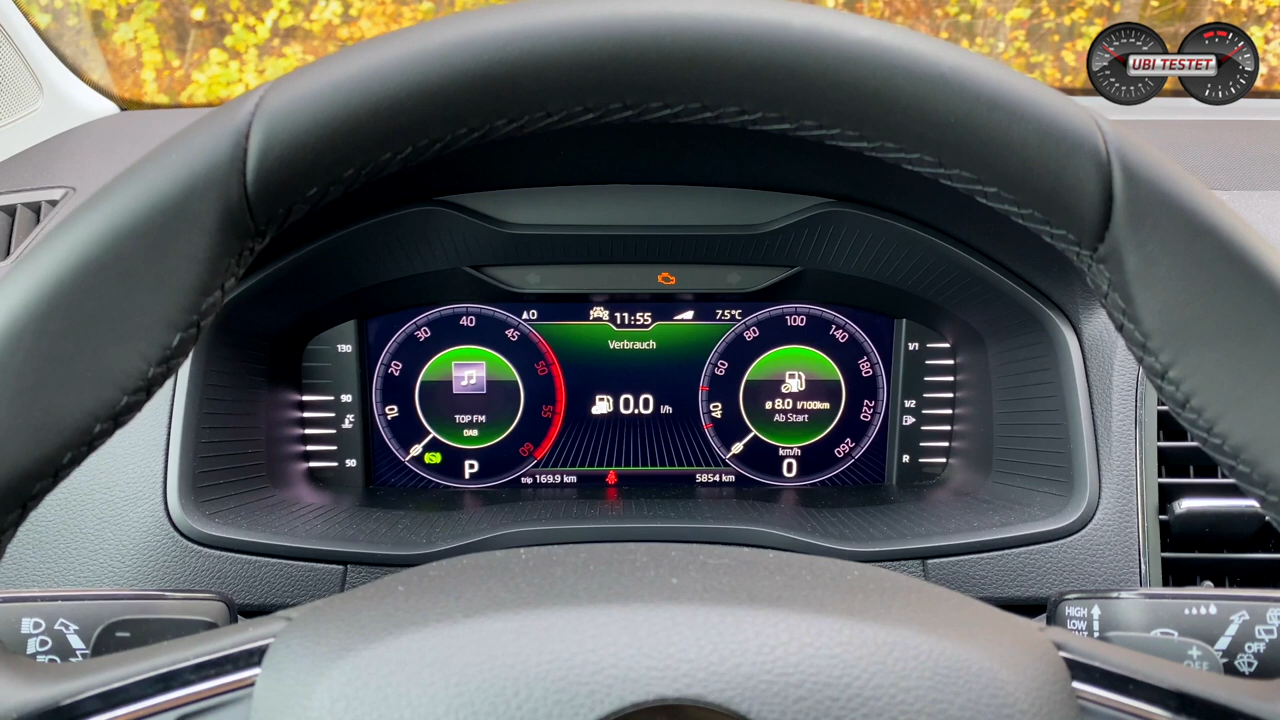 UBI TESTET
0
11:55
7.5°C
Verbrauch
0.0 l/h
10
20
30
40
45
50
55
60
TOP FM
DAB
P
40
60
80
100
140
180
220
260
ø 8.0 l/100km
Ab Start
km/h
0
trip 169.9 km
5854 km
130
90
°C
50
1/1
1/2
R
HIGH
LOW
OFF